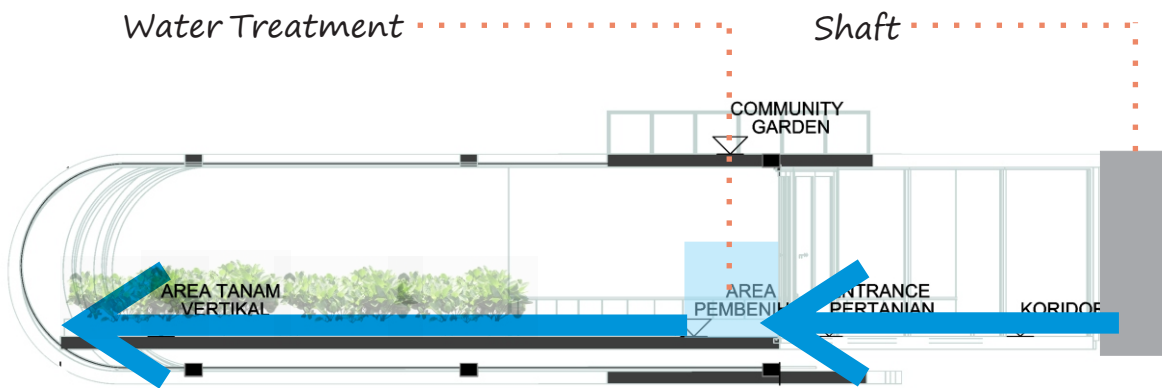 Water Treatment
Shaft
COMMUNITY
GARDEN
AREA TANAM
VERTIKAL
AREA
PEMBENIH
ENTRANCE
PERTANIAN
KORIDOR